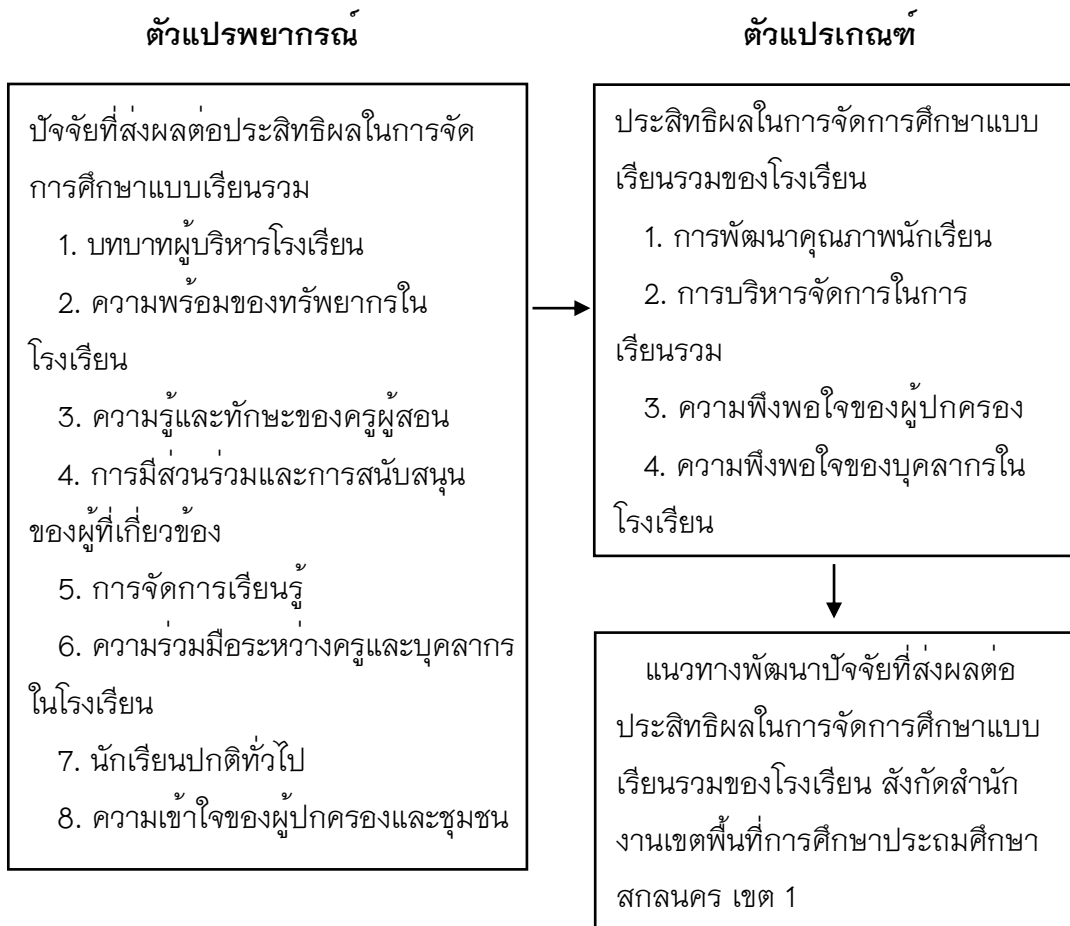 ตัวแปรพยากรณ์
ปัจจัยที่ส่งผลต่อประสิทธิผลในการจัด
การศึกษาแบบเรียนรวม
1. บทบาทผู้บริหารโรงเรียน
2. ความพร้อมของทรัพยากรใน
โรงเรียน
3. ความรู้และทักษะของครูผู้สอน
4. การมีส่วนร่วมและการสนับสนุน
ของผู้ที่เกี่ยวข้อง
5. การจัดการเรียนรู้
6. ความร่วมมือระหว่างครูและบุคลากร
ในโรงเรียน
7. นักเรียนปกติทั่วไป
8. ความเข้าใจของผู้ปกครองและชุมชน
ตัวแปรเกณฑ์
ประสิทธิผลในการจัดการศึกษาแบบ
เรียนรวมของโรงเรียน
1. การพัฒนาคุณภาพนักเรียน
2. การบริหารจัดการในการ
เรียนรวม
3. ความพึงพอใจของผู้ปกครอง
4. ความพึงพอใจของบุคลากรใน
โรงเรียน
แนวทางพัฒนาปัจจัยที่ส่งผลต่อ
ประสิทธิผลในการจัดการศึกษาแบบ
เรียนรวมของโรงเรียน สังกัดสำนัก
งานเขตพื้นที่การศึกษาประถมศึกษา
สกลนคร เขต 1